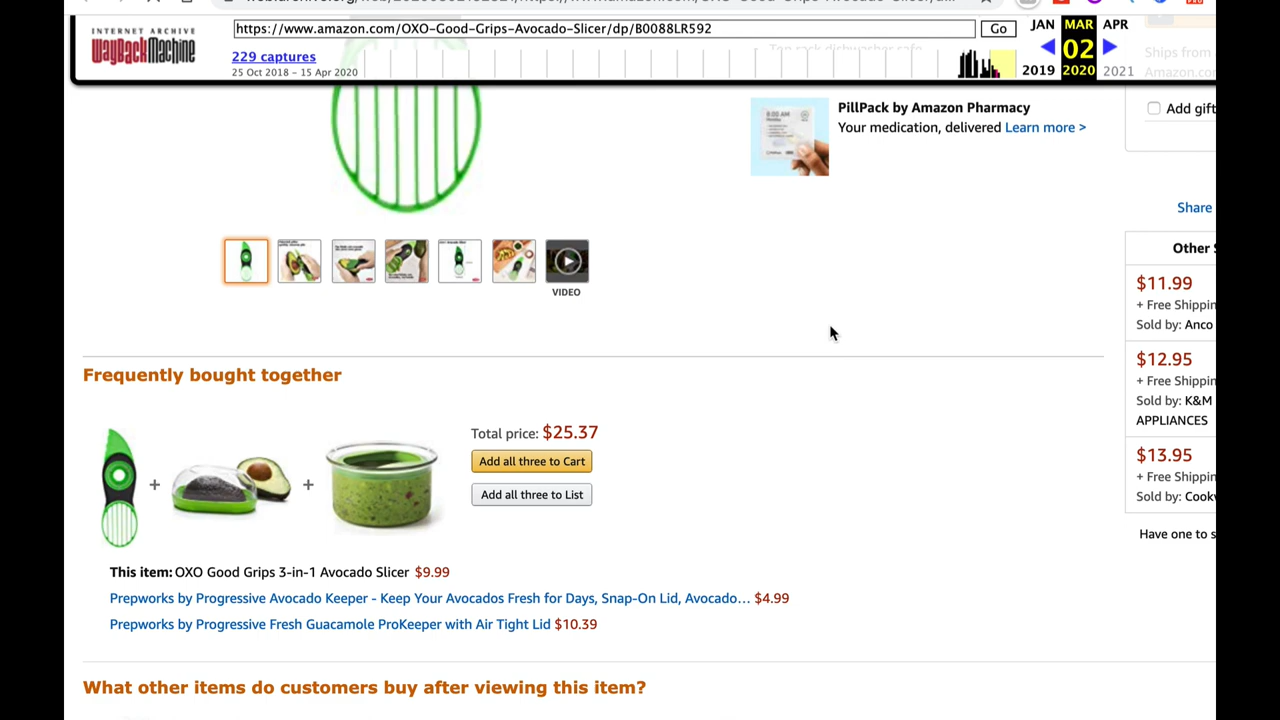 https://www.amazon.com/OXO-Good-Grips-Avocado-Slicer/dp/B0088LR592
Go
JAN
MAR
APR
INTERNET ARCHIVE
WayBackMachine
229 captures
25 Oct 2018 – 15 Apr 2020
02
2019
2020
2021
Top rack dishwasher safe
Ships from
Amazon.co
PillPack by Amazon Pharmacy
Your medication, delivered Learn more >
Add gift
Share
VIDEO
Other S
$11.99
+ Free Shippin
Sold by: Anco
$12.95
+ Free Shippin
Sold by: K&M
APPLIANCES
$13.95
+ Free Shippin
Sold by: Cook
Have one to s
Frequently bought together
Total price: $25.37
Add all three to Cart
Add all three to List
+
+
This item: OXO Good Grips 3-in-1 Avocado Slicer $9.99
Prepworks by Progressive Avocado Keeper - Keep Your Avocados Fresh for Days, Snap-On Lid, Avocado… $4.99
Prepworks by Progressive Fresh Guacamole ProKeeper with Air Tight Lid $10.39
What other items do customers buy after viewing this item?